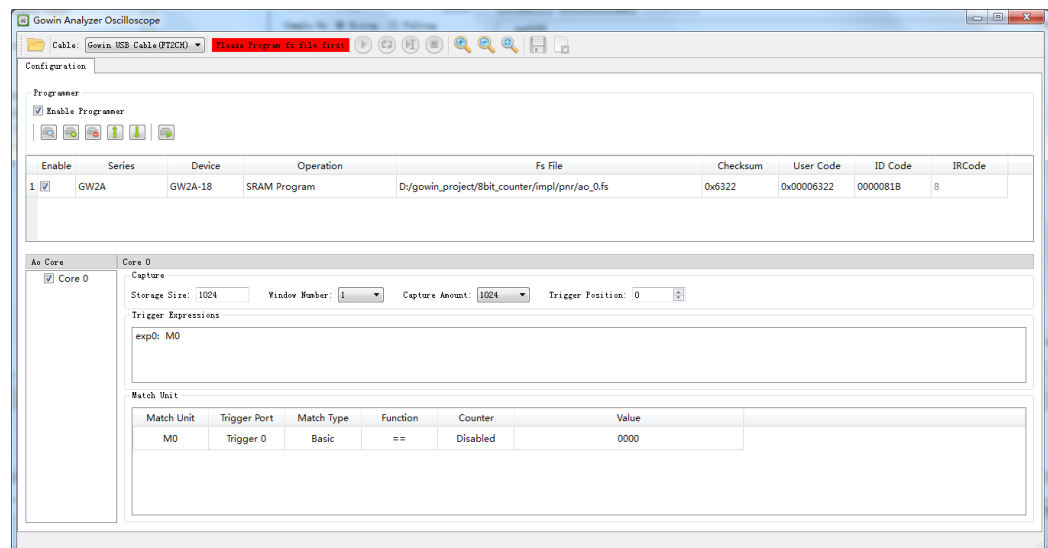 Gowin Analyzer Oscilloscope
Cable: Gowin USB Cable(FT2CH) Please Program fs file first
Configuration
Programmer
Enable Programmer
Enable Series Device Operation Fs File Checksum User Code ID Code IRCode
1 GW2A GW2A-18 SRAM Program D:/gowin_project/8bit_counter/impl/pnr/ao_0.fs 0x6322 0x00006322 0000081B 8
Ao Core Core 0
Core 0
Capture
Storage Size: 1024 Window Number: 1 Capture Amount: 1024 Trigger Position: 0
Trigger Expressions
exp0: M0
Match Unit
Match Unit Trigger Port Match Type Function Counter Value
M0 Trigger 0 Basic == Disabled 0000